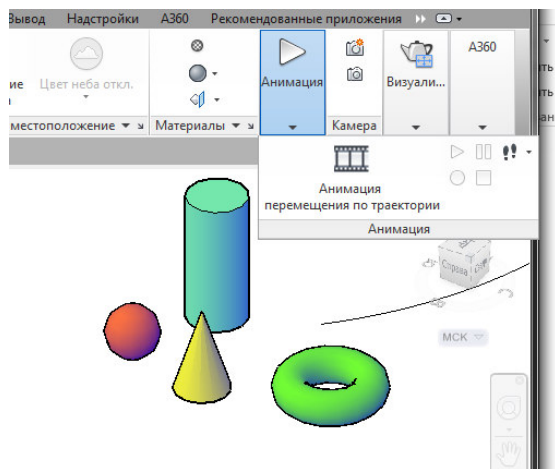 Вывод Надстройки A360 Рекомендованные приложения
Цвет неба откл.
Анимация
Визуали...
A360
местоположение
Материалы
Камера
Анимация
перемещения по траектории
Анимация
Справа
МСК